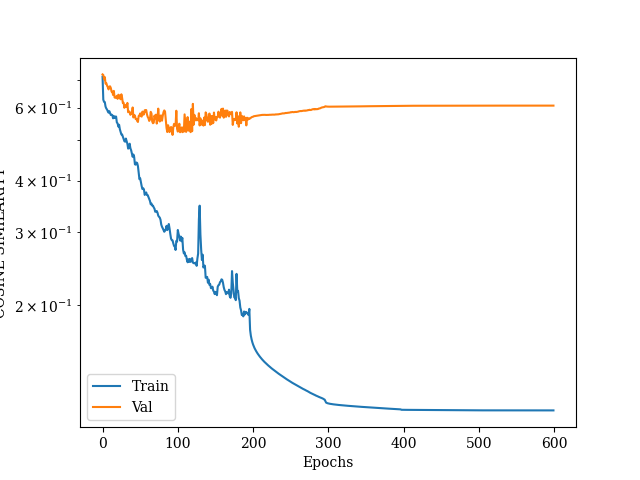 6 × 10⁻¹
4 × 10⁻¹
3 × 10⁻¹
2 × 10⁻¹
COSINE SIMILARITY
Train
Val
0 100 200 300 400 500 600
Epochs